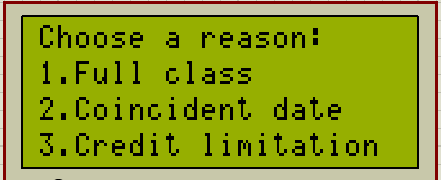 Choose a reason:
1.Full class
2.Coincident date
3.Credit limitation